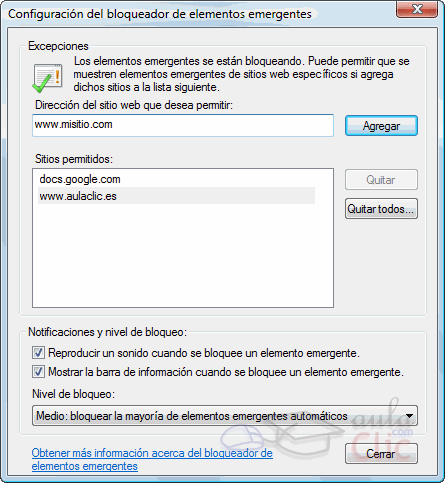 Configuración del bloqueador de elementos emergentes
Excepciones
Los elementos emergentes se están bloqueando. Puede permitir que se
muestren elementos emergentes de sitios web específicos si agrega
dichos sitios a la lista siguiente.
Dirección del sitio web que desea permitir:
www.misitio.com
Agregar
Sitios permitidos:
docs.google.com
www.aulaclic.es
Quitar
Quitar todos...
Notificaciones y nivel de bloqueo:
Reproducir un sonido cuando se bloquee un elemento emergente.
Mostrar la barra de información cuando se bloquee un elemento emergente.
Nivel de bloqueo:
Medio: bloquear la mayoría de elementos emergentes automáticos
aula
.com
Clic
Obtener más información acerca del bloqueador de
elementos emergentes
Cerrar